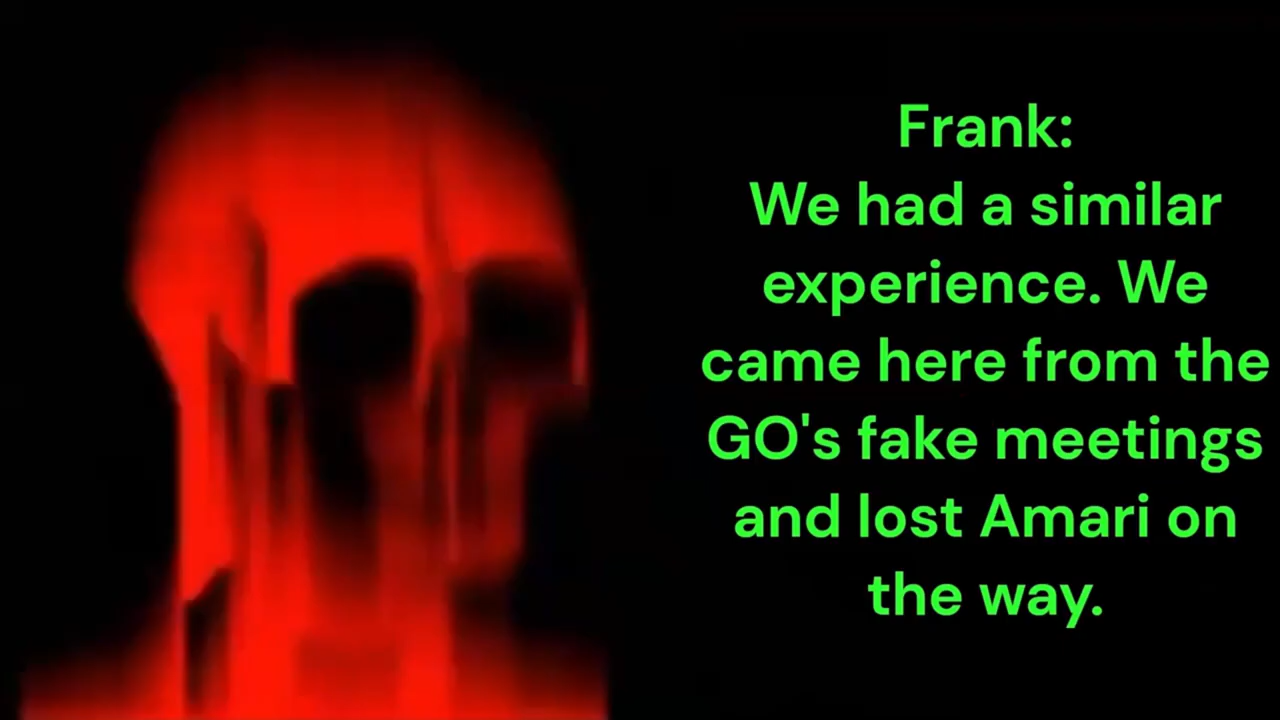 Frank:
We had a similar
experience. We
came here from the
GO's fake meetings
and lost Amari on
the way.